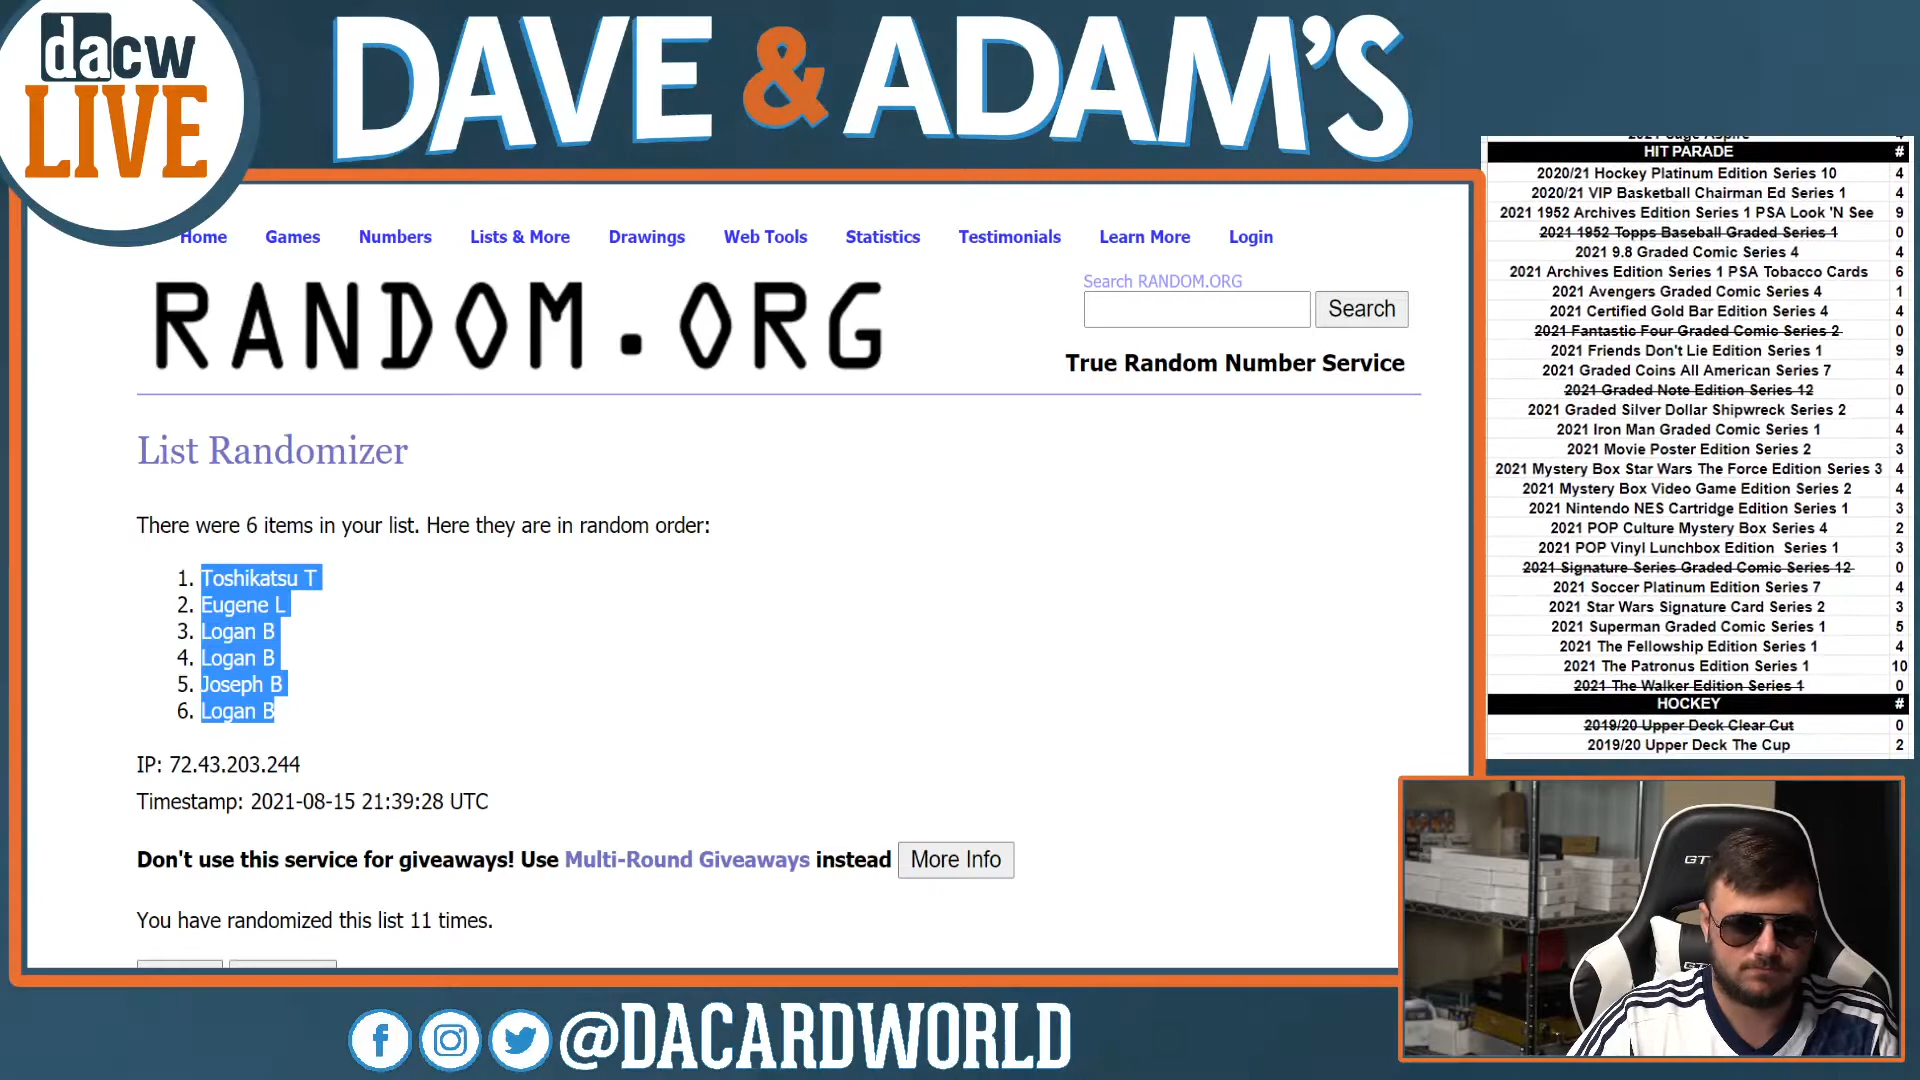 dacw
LIVE
DAVE & ADAM'S
Home Games Numbers Lists & More Drawings Web Tools Statistics Testimonials Learn More Login
RANDOM.ORG
Search RANDOM.ORG
Search
True Random Number Service
List Randomizer
There were 6 items in your list. Here they are in random order:
1. Toshikatsu T
2. Eugene L
3. Logan B
4. Logan B
5. Joseph B
6. Logan B
IP: 72.43.203.244
Timestamp: 2021-08-15 21:39:28 UTC
Don't use this service for giveaways! Use Multi-Round Giveaways instead More Info
You have randomized this list 11 times.
HIT PARADE #
2020/21 Hockey Platinum Edition Series 10 4
2020/21 VIP Basketball Chairman Ed Series 1 4
2021 1952 Archives Edition Series 1 PSA Look 'N See 9
2021 1952 Topps Baseball Graded Series 1 0
2021 9.8 Graded Comic Series 4 4
2021 Archives Edition Series 1 PSA Tobacco Cards 6
2021 Avengers Graded Comic Series 4 1
2021 Certified Gold Bar Edition Series 4 4
2021 Fantastic Four Graded Comic Series 2 0
2021 Friends Don't Lie Edition Series 1 9
2021 Graded Coins All American Series 7 4
2021 Graded Note Edition Series 12 0
2021 Graded Silver Dollar Shipwreck Series 2 4
2021 Iron Man Graded Comic Series 1 4
2021 Movie Poster Edition Series 2 3
2021 Mystery Box Star Wars The Force Edition Series 3 4
2021 Mystery Box Video Game Edition Series 2 4
2021 Nintendo NES Cartridge Edition Series 1 3
2021 POP Culture Mystery Box Series 4 2
2021 POP Vinyl Lunchbox Edition Series 1 3
2021 Signature Series Graded Comic Series 12 0
2021 Soccer Platinum Edition Series 7 4
2021 Star Wars Signature Card Series 2 3
2021 Superman Graded Comic Series 1 5
2021 The Fellowship Edition Series 1 4
2021 The Patronus Edition Series 1 10
2021 The Walker Edition Series 1 0
HOCKEY #
2019/20 Upper Deck Clear Cut 0
2019/20 Upper Deck The Cup 2
@DACARDWORLD